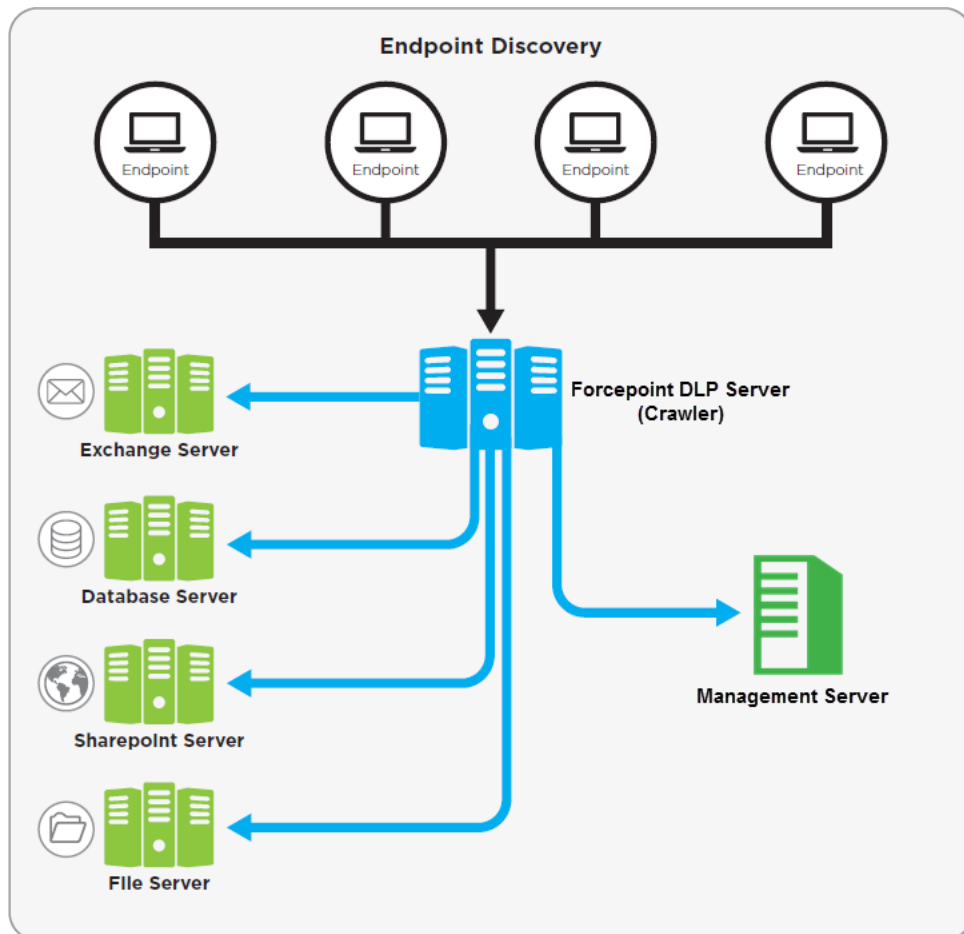 Endpoint Discovery
Endpoint
Endpoint
Endpoint
Endpoint
Forcepoint DLP Server
(Crawler)
Exchange Server
Database Server
Management Server
Sharepoint Server
File Server